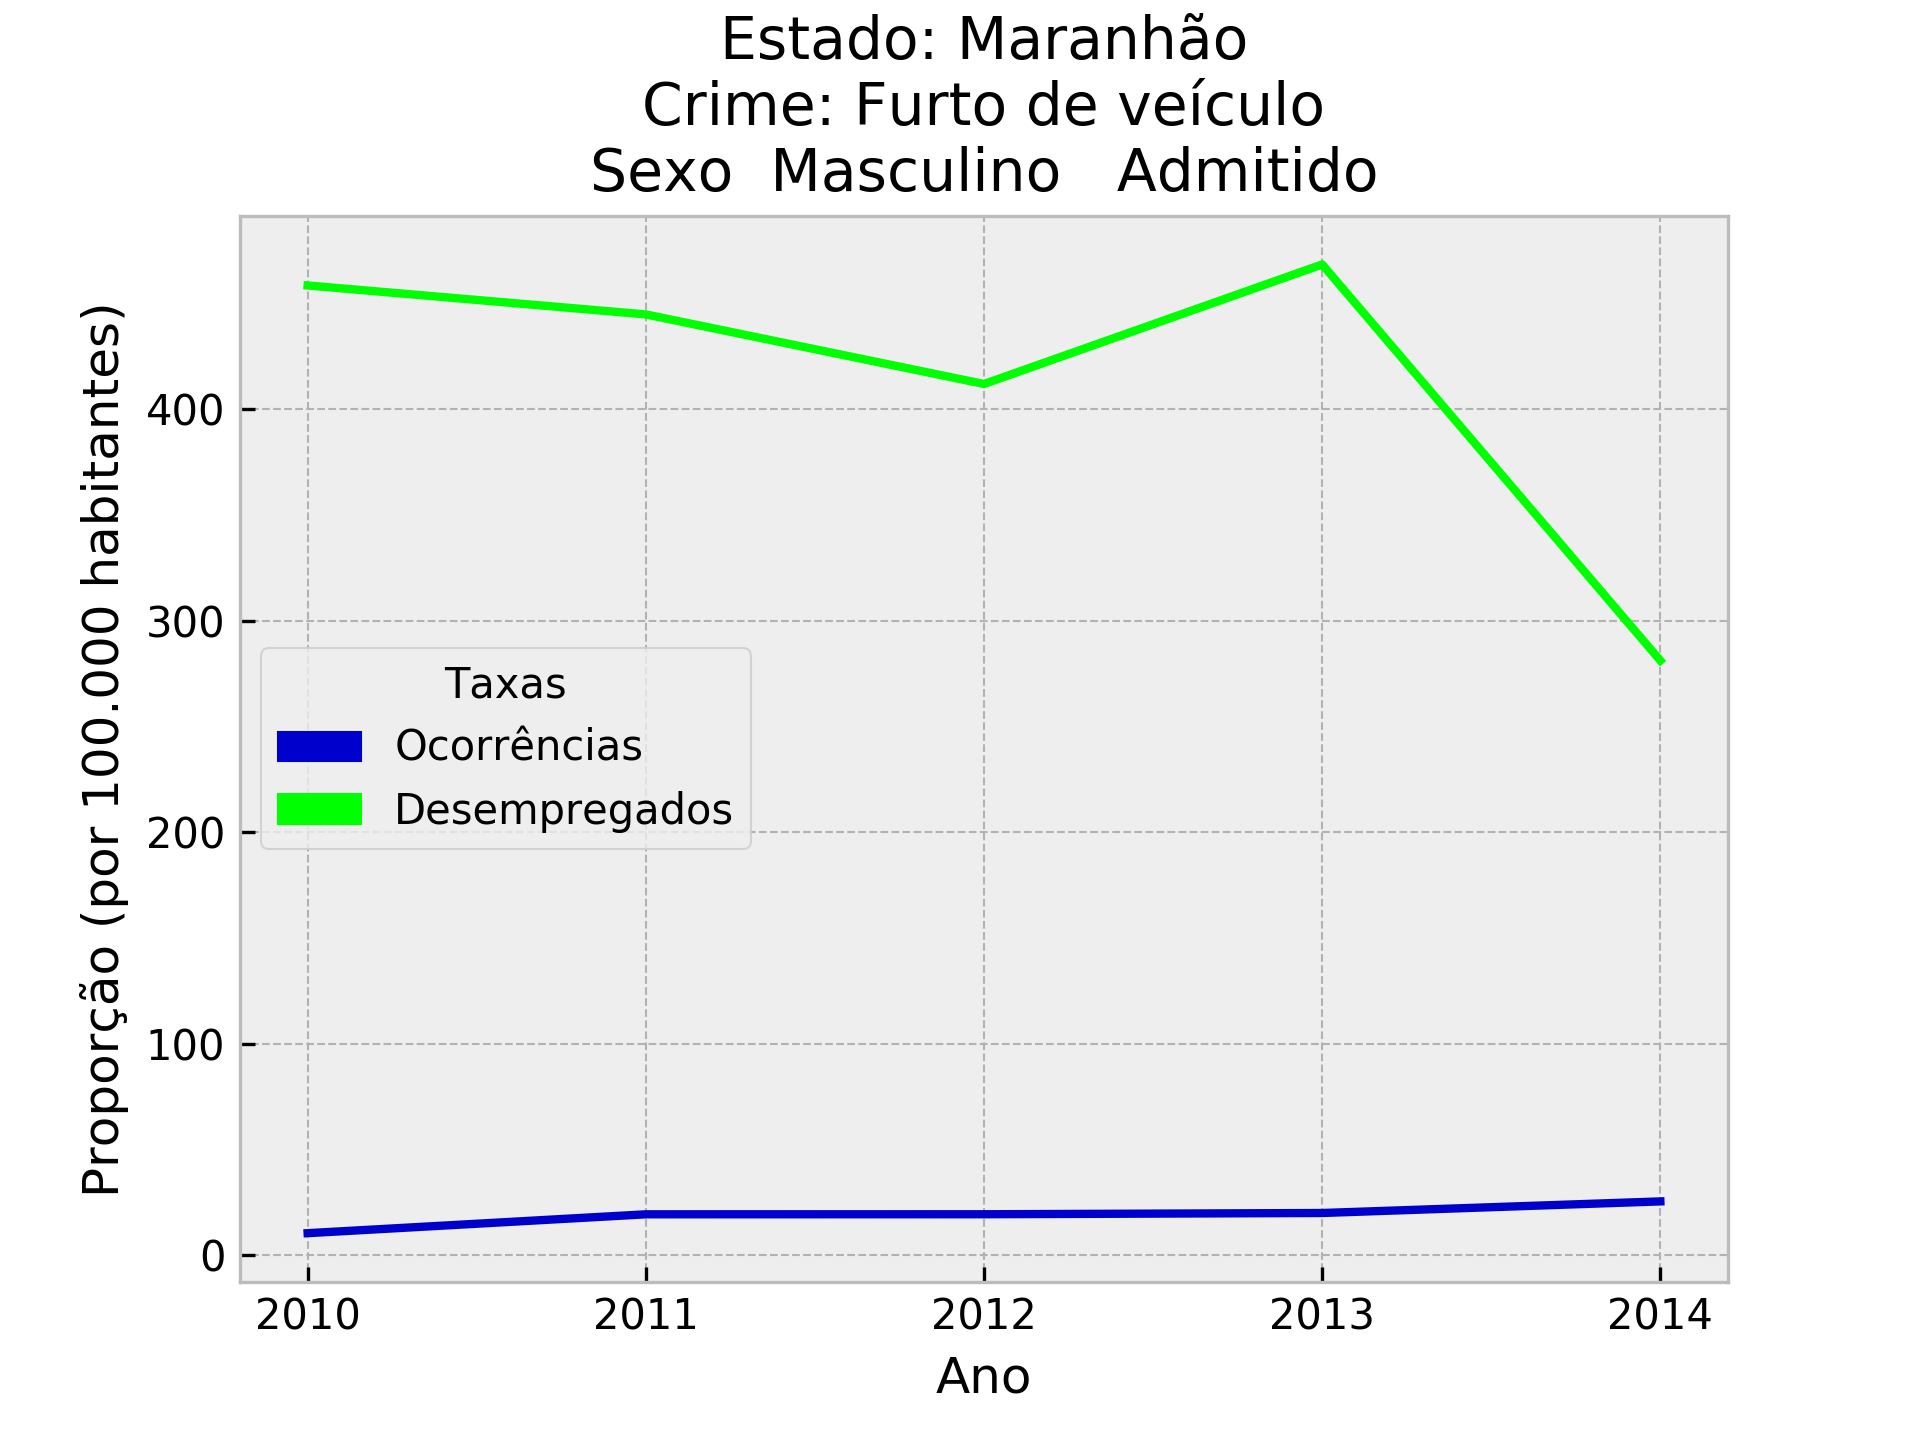 Estado: Maranhão
Crime: Furto de veículo
Sexo  Masculino   Admitido
Proporção (por 100.000 habitantes)
400
300
200
100
0
Taxas
Ocorrências
Desempregados
2010
2011
2012
2013
2014
Ano